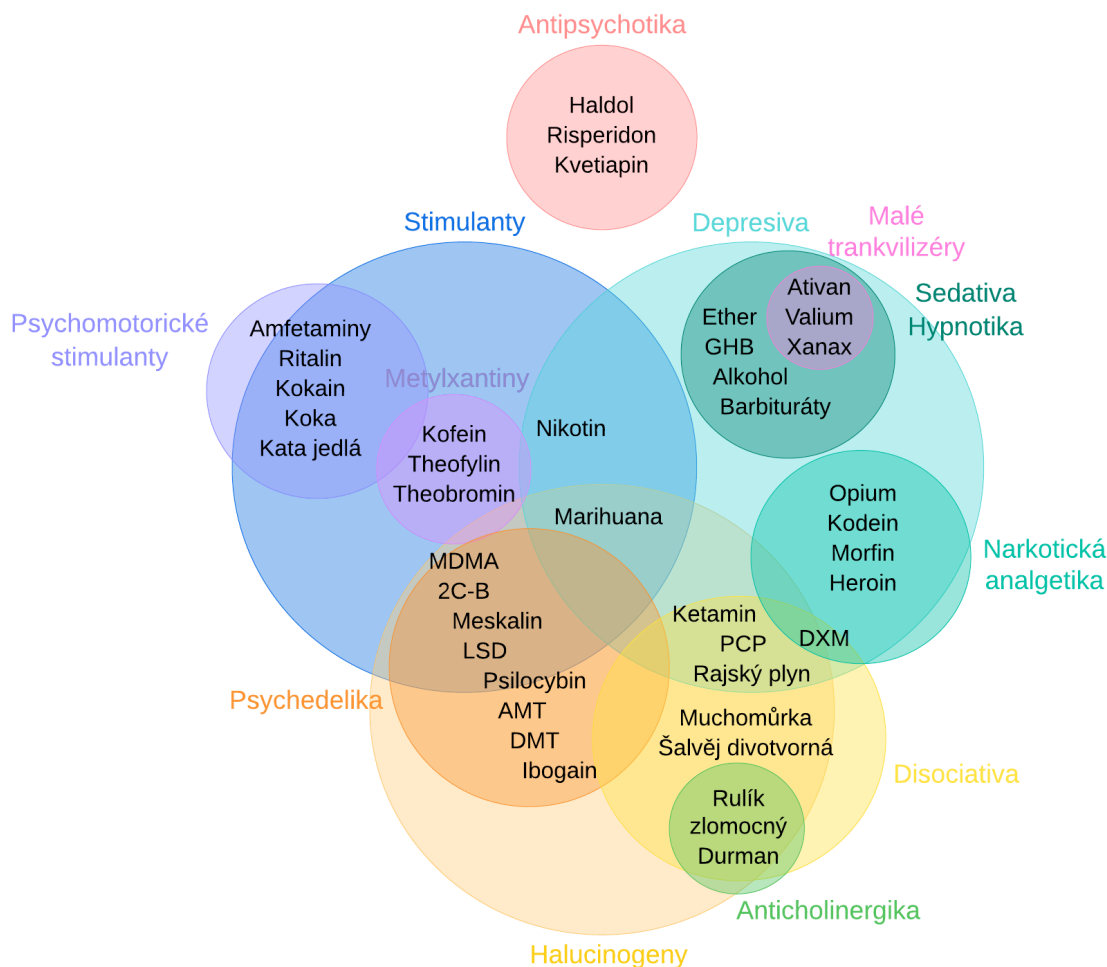 Antipsychotika
Haldol
Risperidon
Kvetiapin
Stimulanty
Depresiva
Malé
trankvilizéry
Sedativa
Hypnotika
Psychomotorické
stimulanty
Amfetaminy
Ritalin
Kokain
Koka
Kata jedlá
Metylxantiny
Kofein
Theofylin
Theobromin
Nikotin
Ativan
Valium
Xanax
Ether
GHB
Alkohol
Barbituráty
Marihuana
Opium
Kodein
Morfin
Heroin
Narkotická
analgetika
MDMA
2C-B
Meskalin
LSD
Psilocybin
AMT
DMT
Ibogain
Psychedelika
Ketamin
PCP
DXM
Rajský plyn
Muchomůrka
Šalvěj divotvorná
Disociativa
Rulík
zlomocný
Durman
Anticholinergika
Halucinogeny